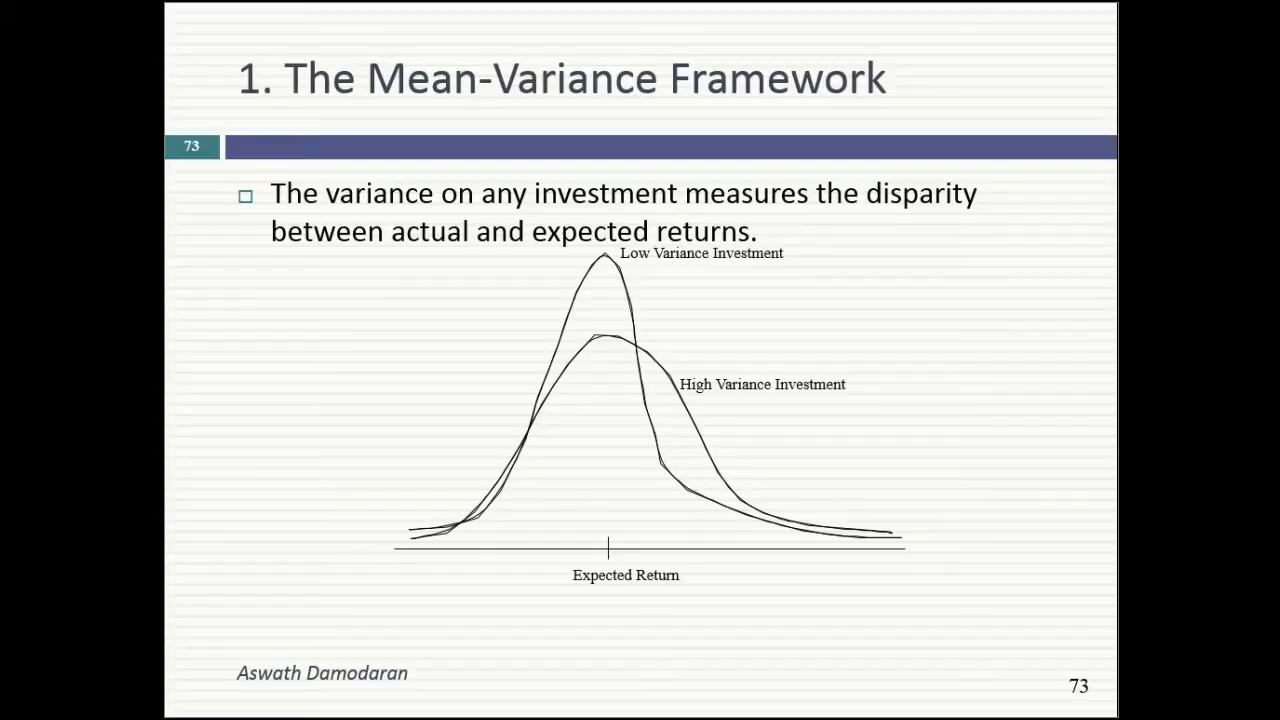 1. The Mean-Variance Framework
73
The variance on any investment measures the disparity
between actual and expected returns.
Low Variance Investment
High Variance Investment
Expected Return
Aswath Damodaran
73